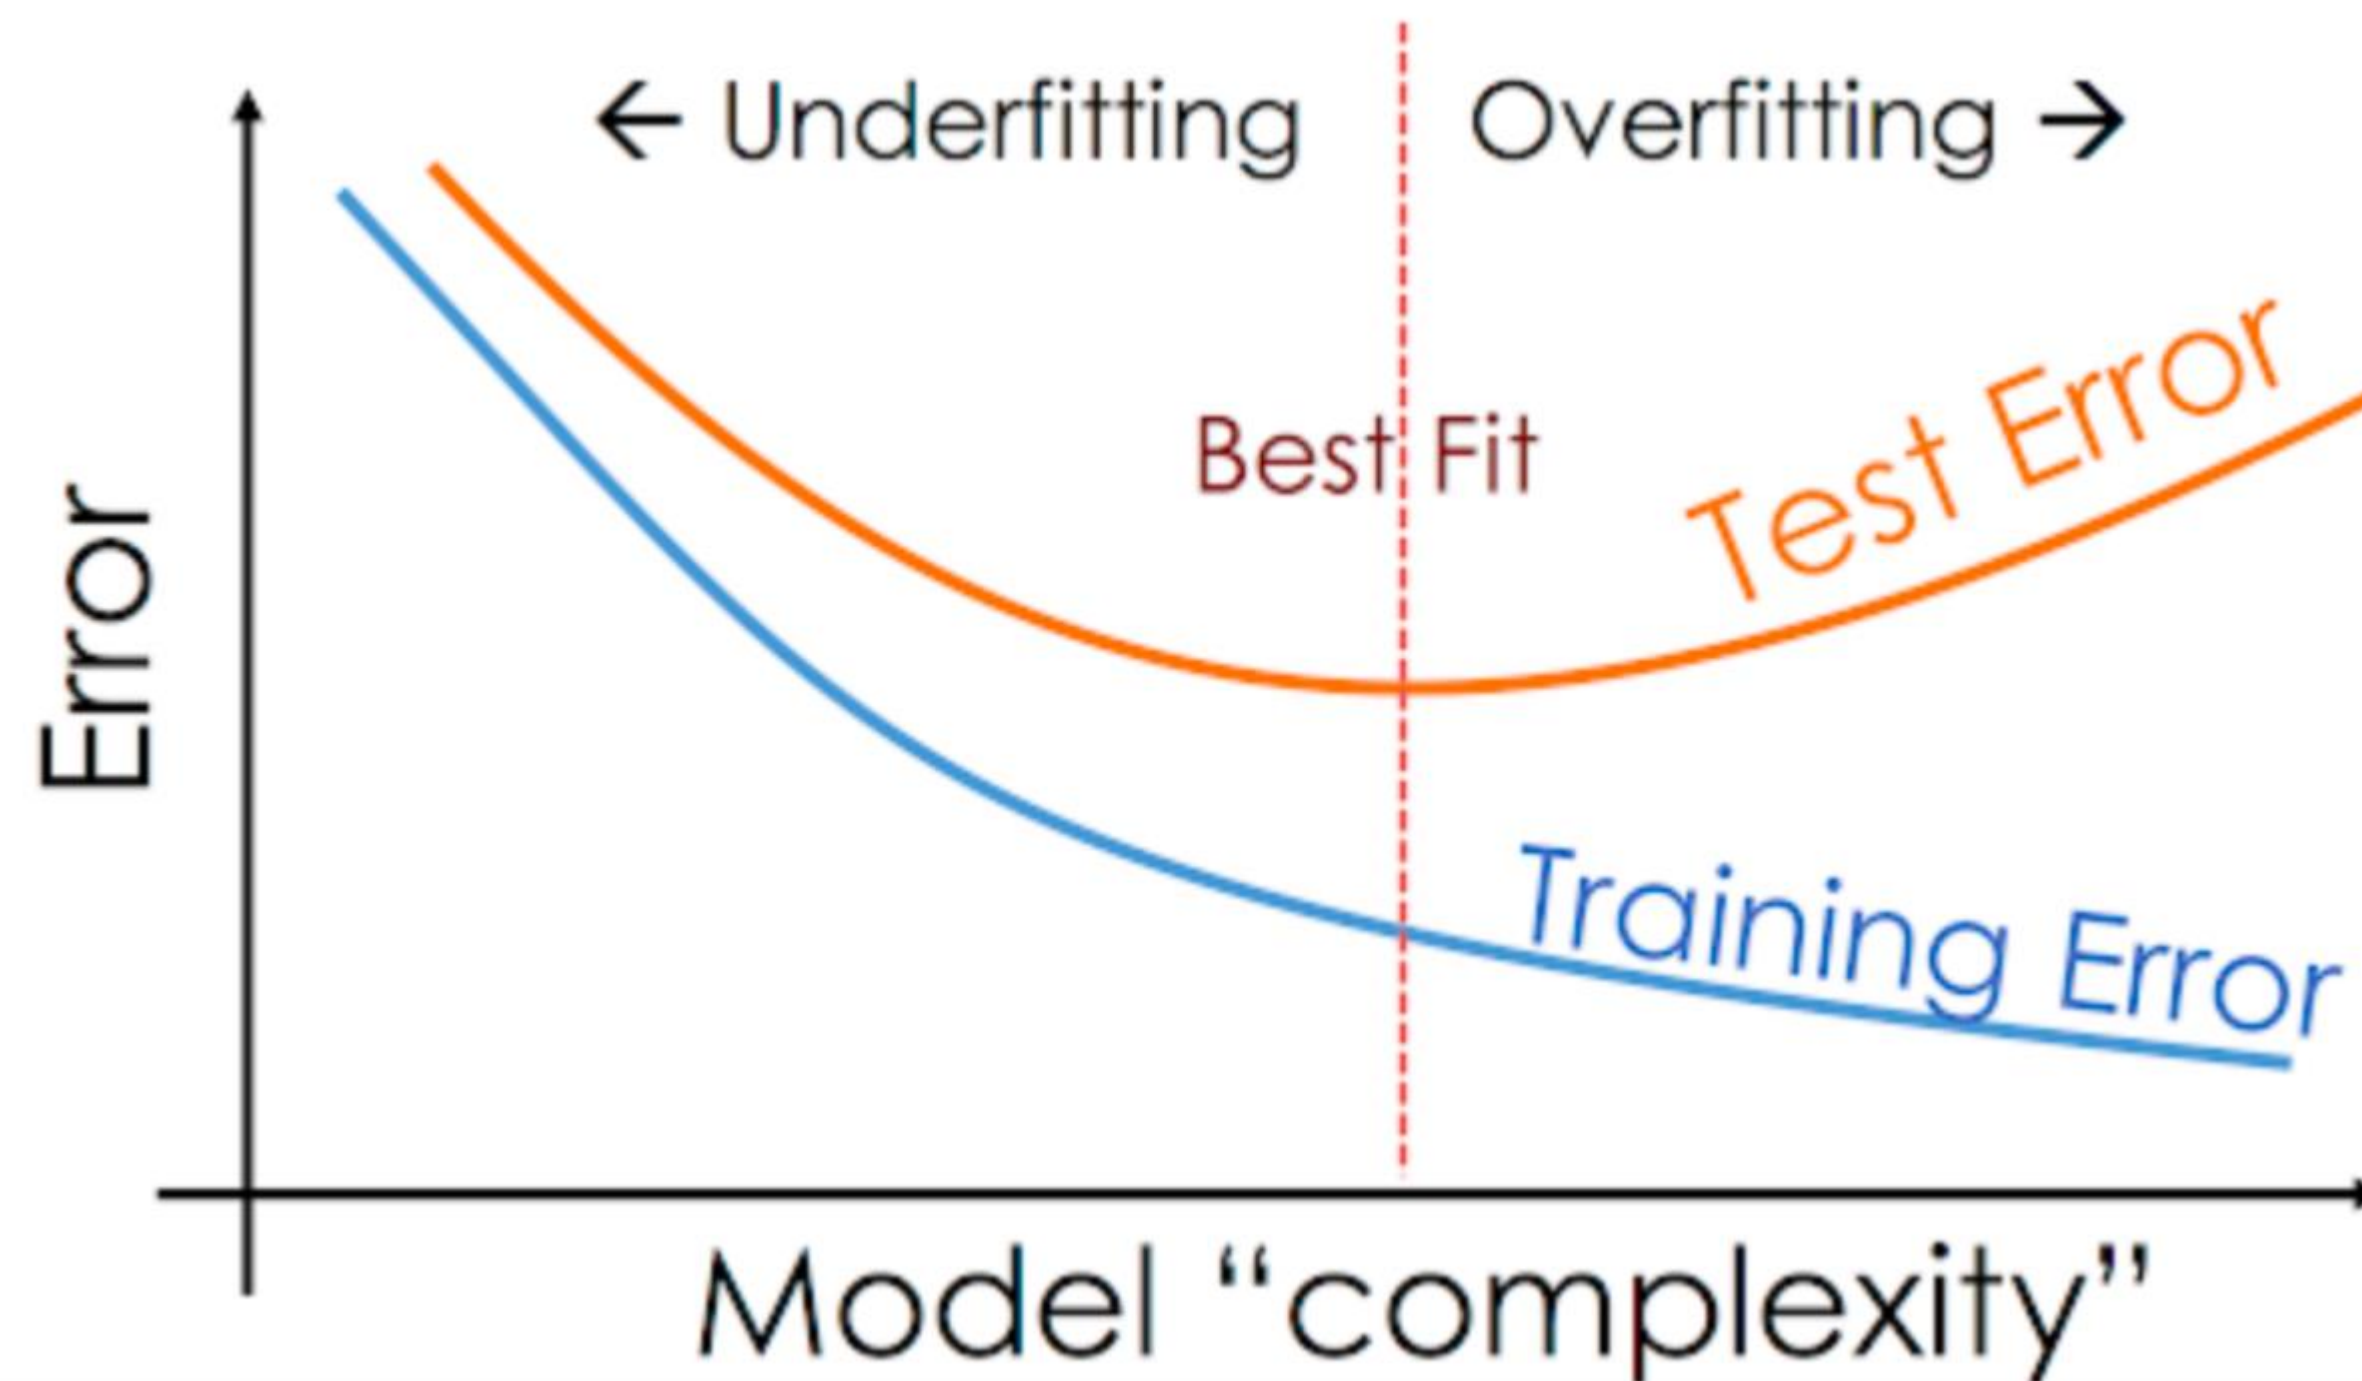 ← Underfitting
Overfitting →
Best Fit
Test Error
Training Error
Error
Model “complexity”